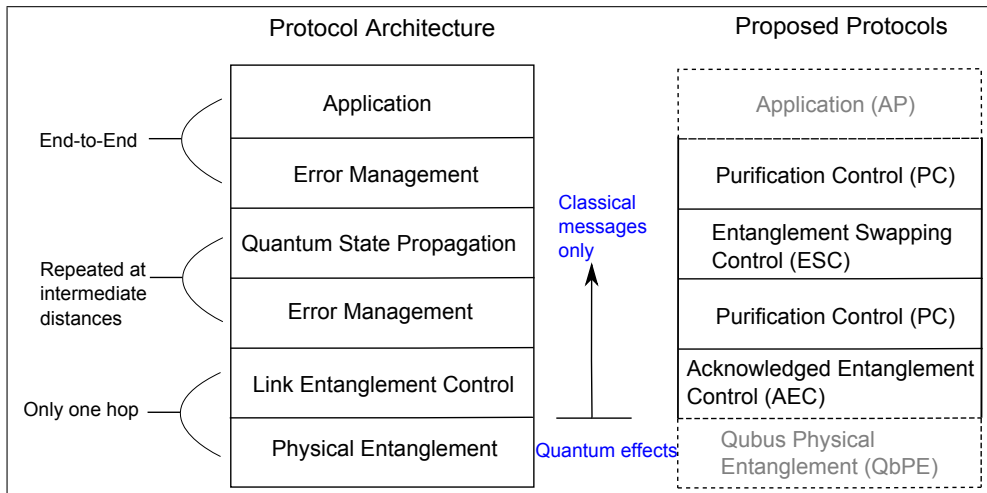 Protocol Architecture
Proposed Protocols
Application
Error Management
Quantum State Propagation
Error Management
Link Entanglement Control
Physical Entanglement
End-to-End
Repeated at
intermediate
distances
Only one hop
Classical
messages
only
Quantum effects
Application (AP)
Purification Control (PC)
Entanglement Swapping
Control (ESC)
Purification Control (PC)
Acknowledged Entanglement
Control (AEC)
Qubus Physical
Entanglement (QbPE)